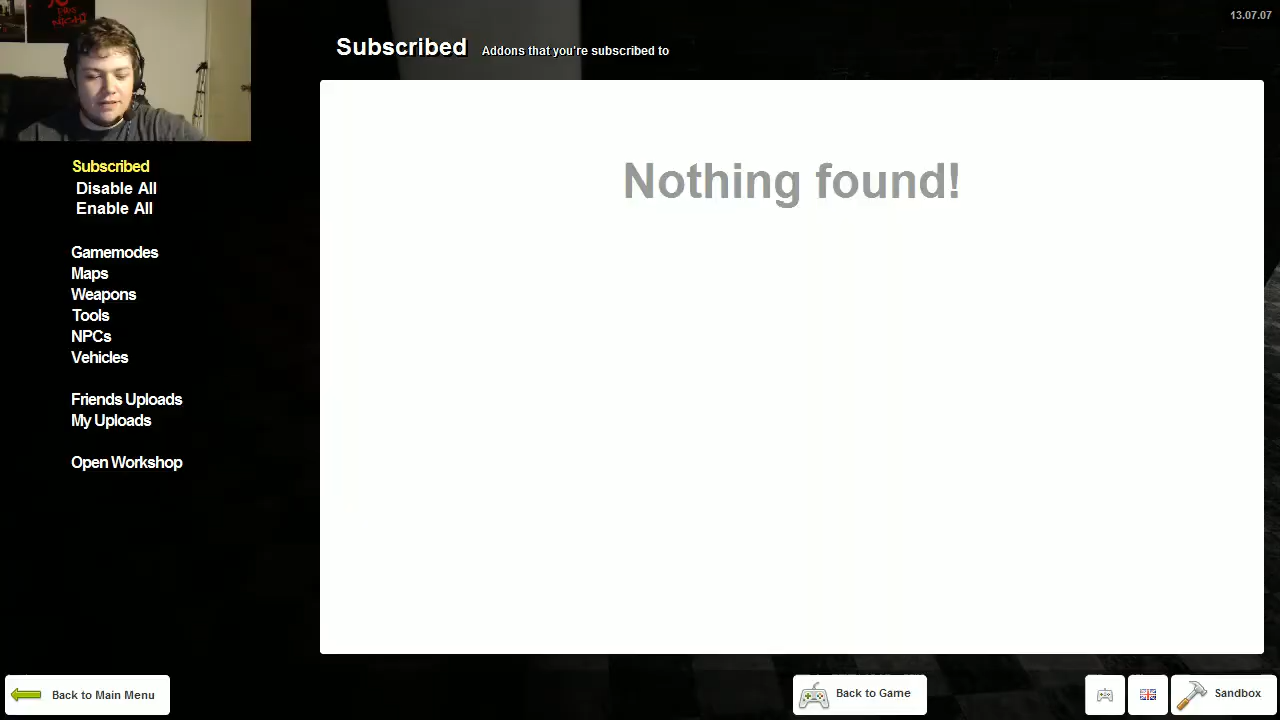 13.07.07
Subscribed Addons that you're subscribed to
Nothing found!
Subscribed
Disable All
Enable All
Gamemodes
Maps
Weapons
Tools
NPCs
Vehicles
Friends Uploads
My Uploads
Open Workshop
Back to Main Menu
Back to Game
Sandbox